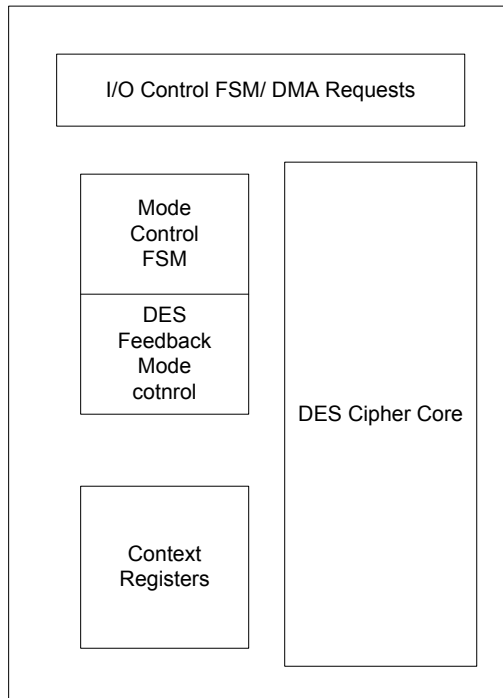 I/O Control FSM/ DMA Requests
Mode
Control
FSM
DES
Feedback
Mode
cotnrol
DES Cipher Core
Context
Registers